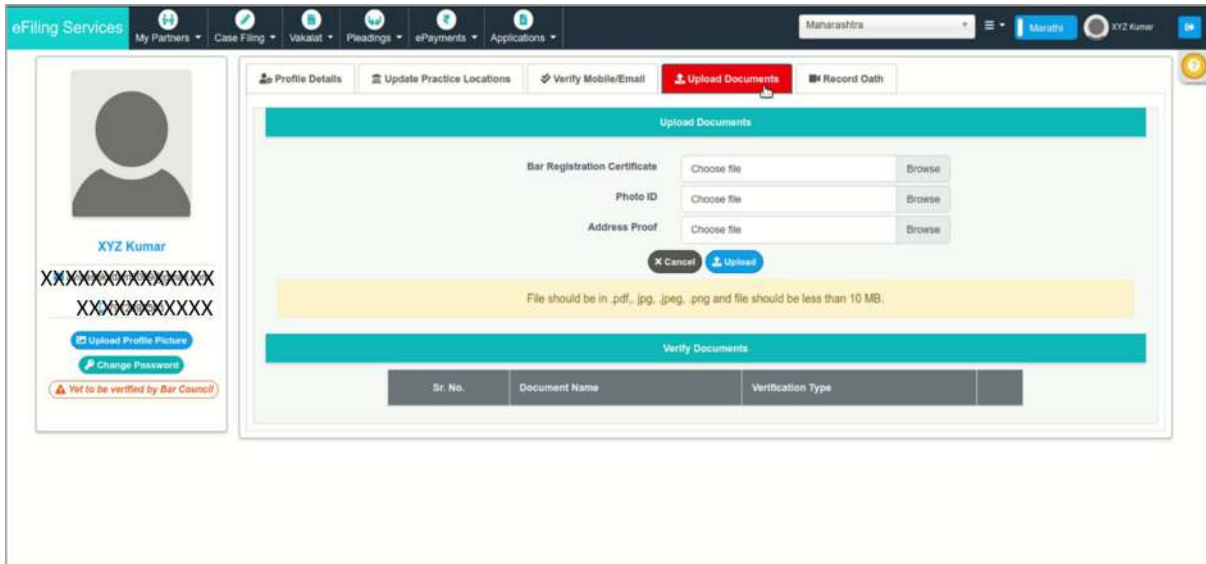 eFiling Services
My Partners Case Filing Vakalat Pleadings ePayments Applications
Maharashtra
Marathi
XYZ Kumar
Profile Details Update Practice Locations Verify Mobile/Email Upload Documents Record Oath
Upload Documents
Bar Registration Certificate Choose file Browse
Photo ID Choose file Browse
Address Proof Choose file Browse
Cancel Upload
File should be in .pdf,. jpg, .jpeg, .png and file should be less than 10 MB.
Verify Documents
Sr. No. Document Name Verification Type
XYZ Kumar
XXXXXXXXXXXXXXX
XXXXXXXXXXX
Upload Profile Picture
Change Password
Yet to be verified by Bar Council